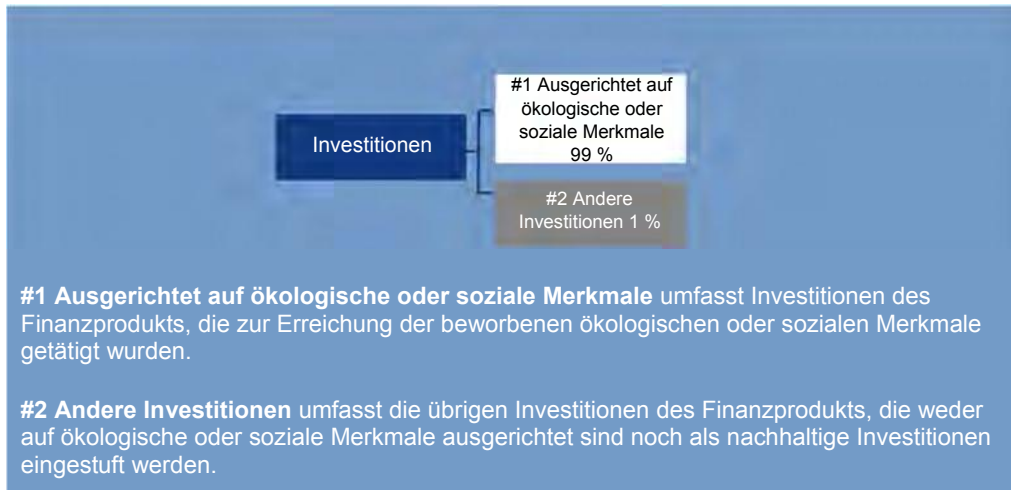 #1 Ausgerichtet auf
ökologische oder
soziale Merkmale
99 %
Investitionen
#2 Andere
Investitionen 1 %
#1 Ausgerichtet auf ökologische oder soziale Merkmale umfasst Investitionen des
Finanzprodukts, die zur Erreichung der beworbenen ökologischen oder sozialen Merkmale
getätigt wurden.
#2 Andere Investitionen umfasst die übrigen Investitionen des Finanzprodukts, die weder
auf ökologische oder soziale Merkmale ausgerichtet sind noch als nachhaltige Investitionen
eingestuft werden.